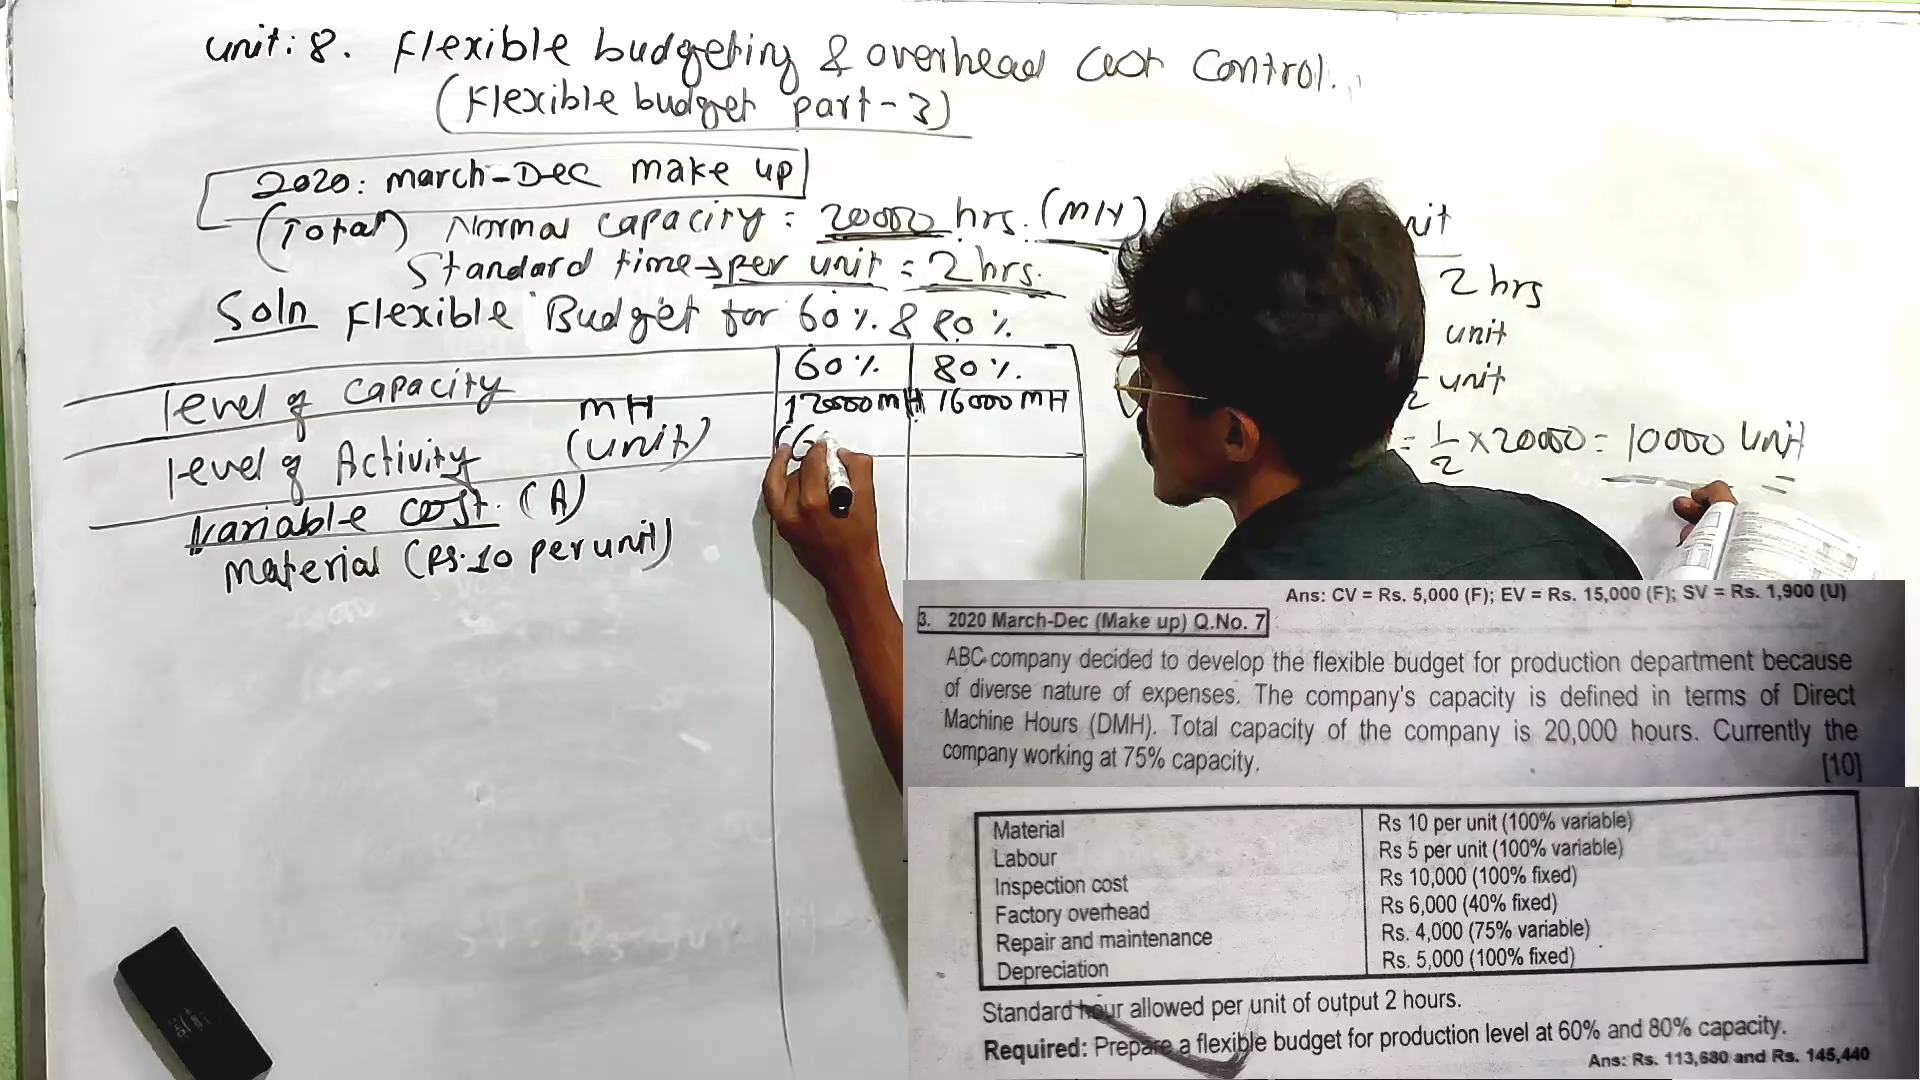 unit: 8. Flexible budgeting & overhead cost control.
(Flexible budget part-3)
2020: march-Dec make up
(Total) Normal capacity: 20000 hrs. (M/H)
Standard time → per unit = 2 hrs.
Soln Flexible Budget for 60% & 80%
level of capacity 60% 80%
level of Activity MH (unit) 12000 MH 16000 MH
(6
variable cost. (A)
material (Rs. 10 per unit)
2 hrs
unit
unit
= 1/2 × 20000 = 10000 unit
Ans: CV = Rs. 5,000 (F); EV = Rs. 15,000 (F); SV = Rs. 1,900 (U)
3. 2020 March-Dec (Make up) Q.No. 7
ABC company decided to develop the flexible budget for production department because
of diverse nature of expenses. The company's capacity is defined in terms of Direct
Machine Hours (DMH). Total capacity of the company is 20,000 hours. Currently the
company working at 75% capacity. [10]
Material Rs 10 per unit (100% variable)
Labour Rs 5 per unit (100% variable)
Inspection cost Rs 10,000 (100% fixed)
Factory overhead Rs 6,000 (40% fixed)
Repair and maintenance Rs. 4,000 (75% variable)
Depreciation Rs. 5,000 (100% fixed)
Standard hour allowed per unit of output 2 hours.
Required: Prepare a flexible budget for production level at 60% and 80% capacity.
Ans: Rs. 113,680 and Rs. 145,440